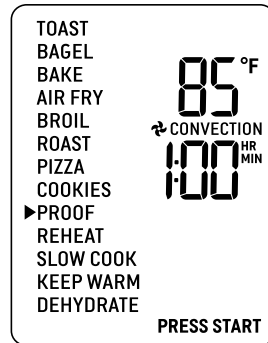 TOAST
BAGEL
BAKE
AIR FRY
BROIL
ROAST
PIZZA
COOKIES
▶PROOF
REHEAT
SLOW COOK
KEEP WARM
DEHYDRATE
85°F
CONVECTION
1:00 HR
MIN
PRESS START